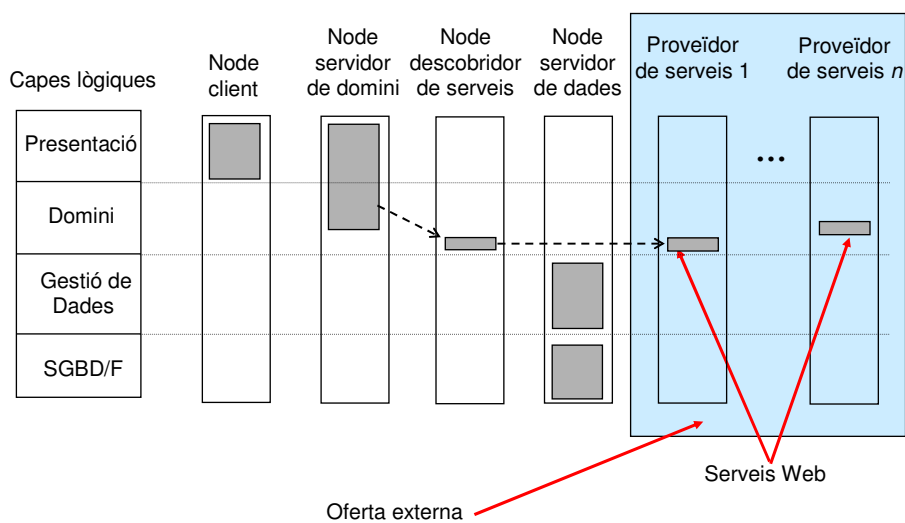 Capes lògiques
Node
client
Node
servidor
de domini
Node
descobridor
de serveis
Node
servidor
de dades
Proveïdor
de serveis 1
Proveïdor
de serveis n
Presentació
...
Domini
Gestió de
Dades
SGBD/F
Serveis Web
Oferta externa